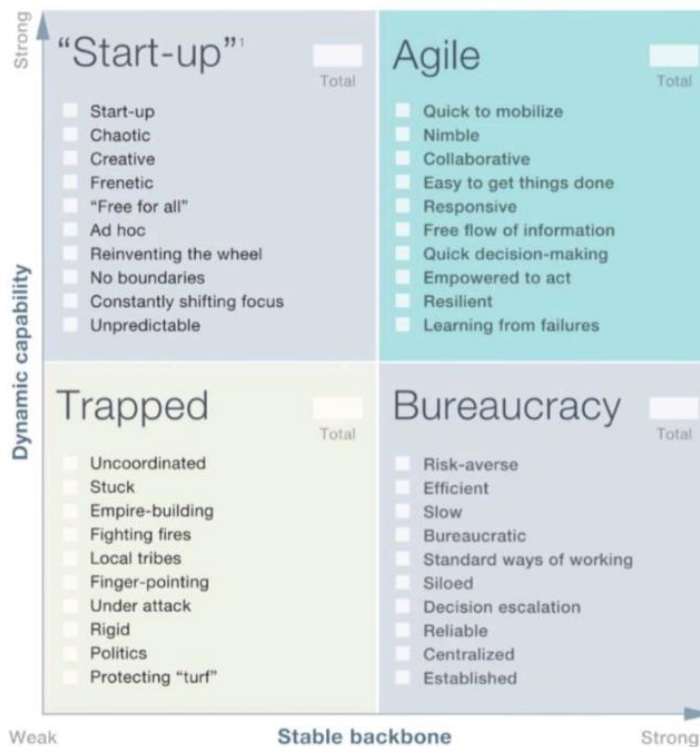 Strong
“Start-up”¹
Total
Start-up
Chaotic
Creative
Frenetic
“Free for all”
Ad hoc
Reinventing the wheel
No boundaries
Constantly shifting focus
Unpredictable
Agile
Total
Quick to mobilize
Nimble
Collaborative
Easy to get things done
Responsive
Free flow of information
Quick decision-making
Empowered to act
Resilient
Learning from failures
Dynamic capability
Trapped
Total
Uncoordinated
Stuck
Empire-building
Fighting fires
Local tribes
Finger-pointing
Under attack
Rigid
Politics
Protecting “turf”
Bureaucracy
Total
Risk-averse
Efficient
Slow
Bureaucratic
Standard ways of working
Siloed
Decision escalation
Reliable
Centralized
Established
Weak
Stable backbone
Strong